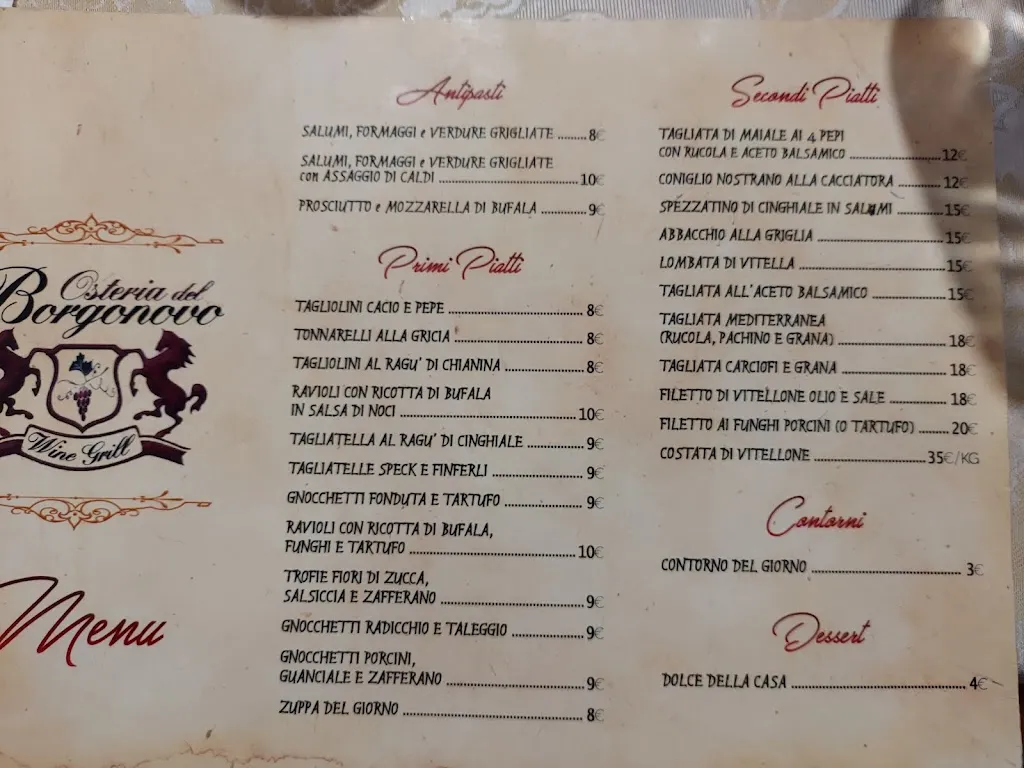 Osteria del
Borgonovo
Wine Grill
Menu
Antipasti
SALUMI, FORMAGGI e VERDURE GRIGLIATE ........ 8€
SALUMI, FORMAGGI e VERDURE GRIGLIATE
con ASSAGGIO DI CALDI ........ 10€
PROSCIUTTO e MOZZARELLA DI BUFALA ........ 9€
Primi Piatti
TAGLIOLINI CACIO E PEPE ........ 8€
TONNARELLI ALLA GRICIA ........ 8€
TAGLIOLINI AL RAGU' DI CHIANINA ........ 8€
RAVIOLI CON RICOTTA DI BUFALA
IN SALSA DI NOCI ........ 10€
TAGLIATELLA AL RAGU' DI CINGHIALE ........ 9€
TAGLIATELLE SPECK E FINFERLI ........ 9€
GNOCCHETTI FONDUTA E TARTUFO ........ 9€
RAVIOLI CON RICOTTA DI BUFALA,
FUNGHI E TARTUFO ........ 10€
TROFIE FIORI DI ZUCCA,
SALSICCIA E ZAFFERANO ........ 9€
GNOCCHETTI RADICCHIO E TALEGGIO ........ 9€
GNOCCHETTI PORCINI,
GUANCIALE E ZAFFERANO ........ 9€
ZUPPA DEL GIORNO ........ 8€
Secondi Piatti
TAGLIATA DI MAIALE AI 4 PEPI
CON RUCOLA E ACETO BALSAMICO ........ 12€
CONIGLIO NOSTRANO ALLA CACCIATORA ........ 12€
SPEZZATINO DI CINGHIALE IN SALUMI ........ 15€
ABBACCHIO ALLA GRIGLIA ........ 15€
LOMBATA DI VITELLA ........ 15€
TAGLIATA ALL'ACETO BALSAMICO ........ 15€
TAGLIATA MEDITERRANEA
(RUCOLA, PACHINO E GRANA) ........ 18€
TAGLIATA CARCIOFI E GRANA ........ 18€
FILETTO DI VITELLONE OLIO E SALE ........ 18€
FILETTO AI FUNGHI PORCINI (O TARTUFO) ........ 20€
COSTATA DI VITELLONE ........ 35€/KG
Contorni
CONTORNO DEL GIORNO ........ 3€
Dessert
DOLCE DELLA CASA ........ 4€